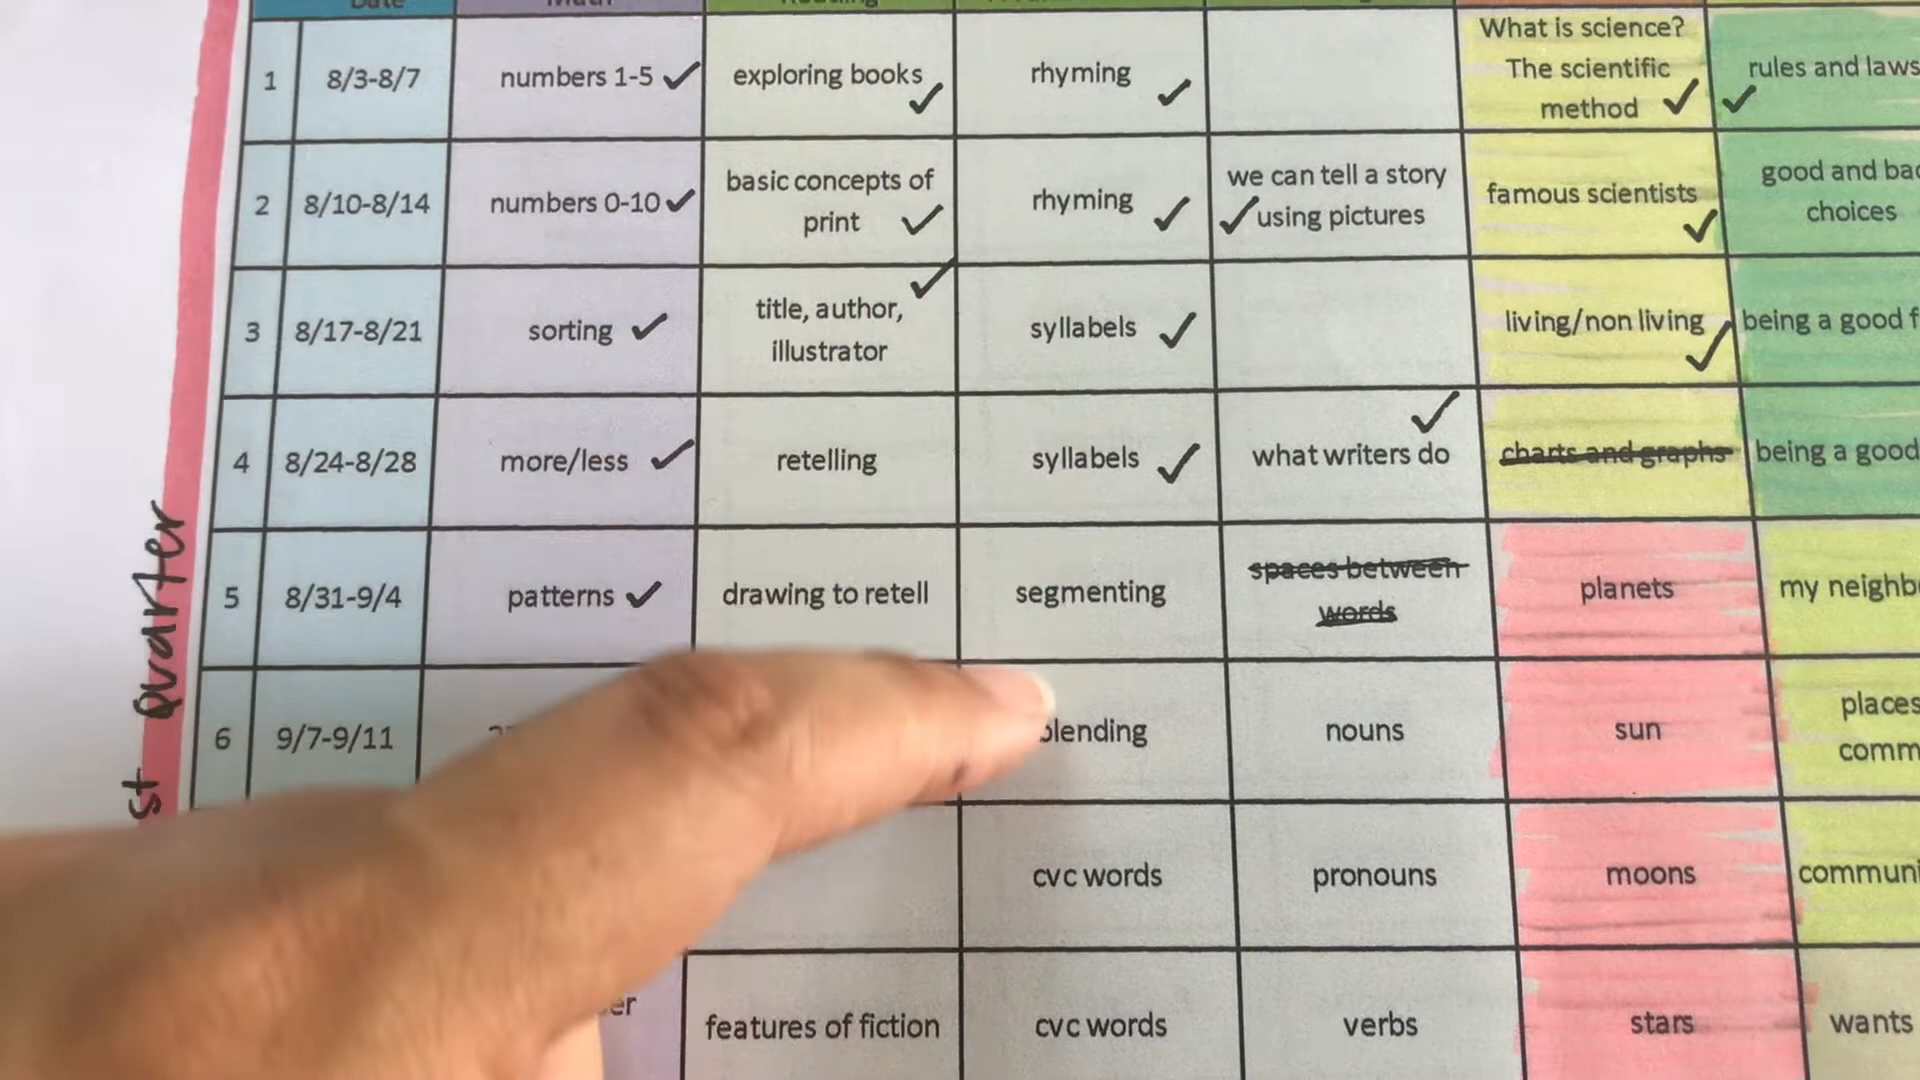 Date
1
8/3-8/7
numbers 1-5
exploring books
rhyming
What is science?
The scientific
method
rules and laws
2
8/10-8/14
numbers 0-10
basic concepts of
print
rhyming
we can tell a story
using pictures
famous scientists
good and
choices
3
8/17-8/21
sorting
title, author,
illustrator
syllabels
living/non living
being a good
4
8/24-8/28
more/less
retelling
syllabels
what writers do
charts and graphs
being a good
5
8/31-9/4
patterns
drawing to retell
segmenting
spaces between
words
planets
my
6
9/7-9/11
blending
nouns
sun
places
cvc words
pronouns
moons
features of fiction
cvc words
verbs
stars
wants
st quarter